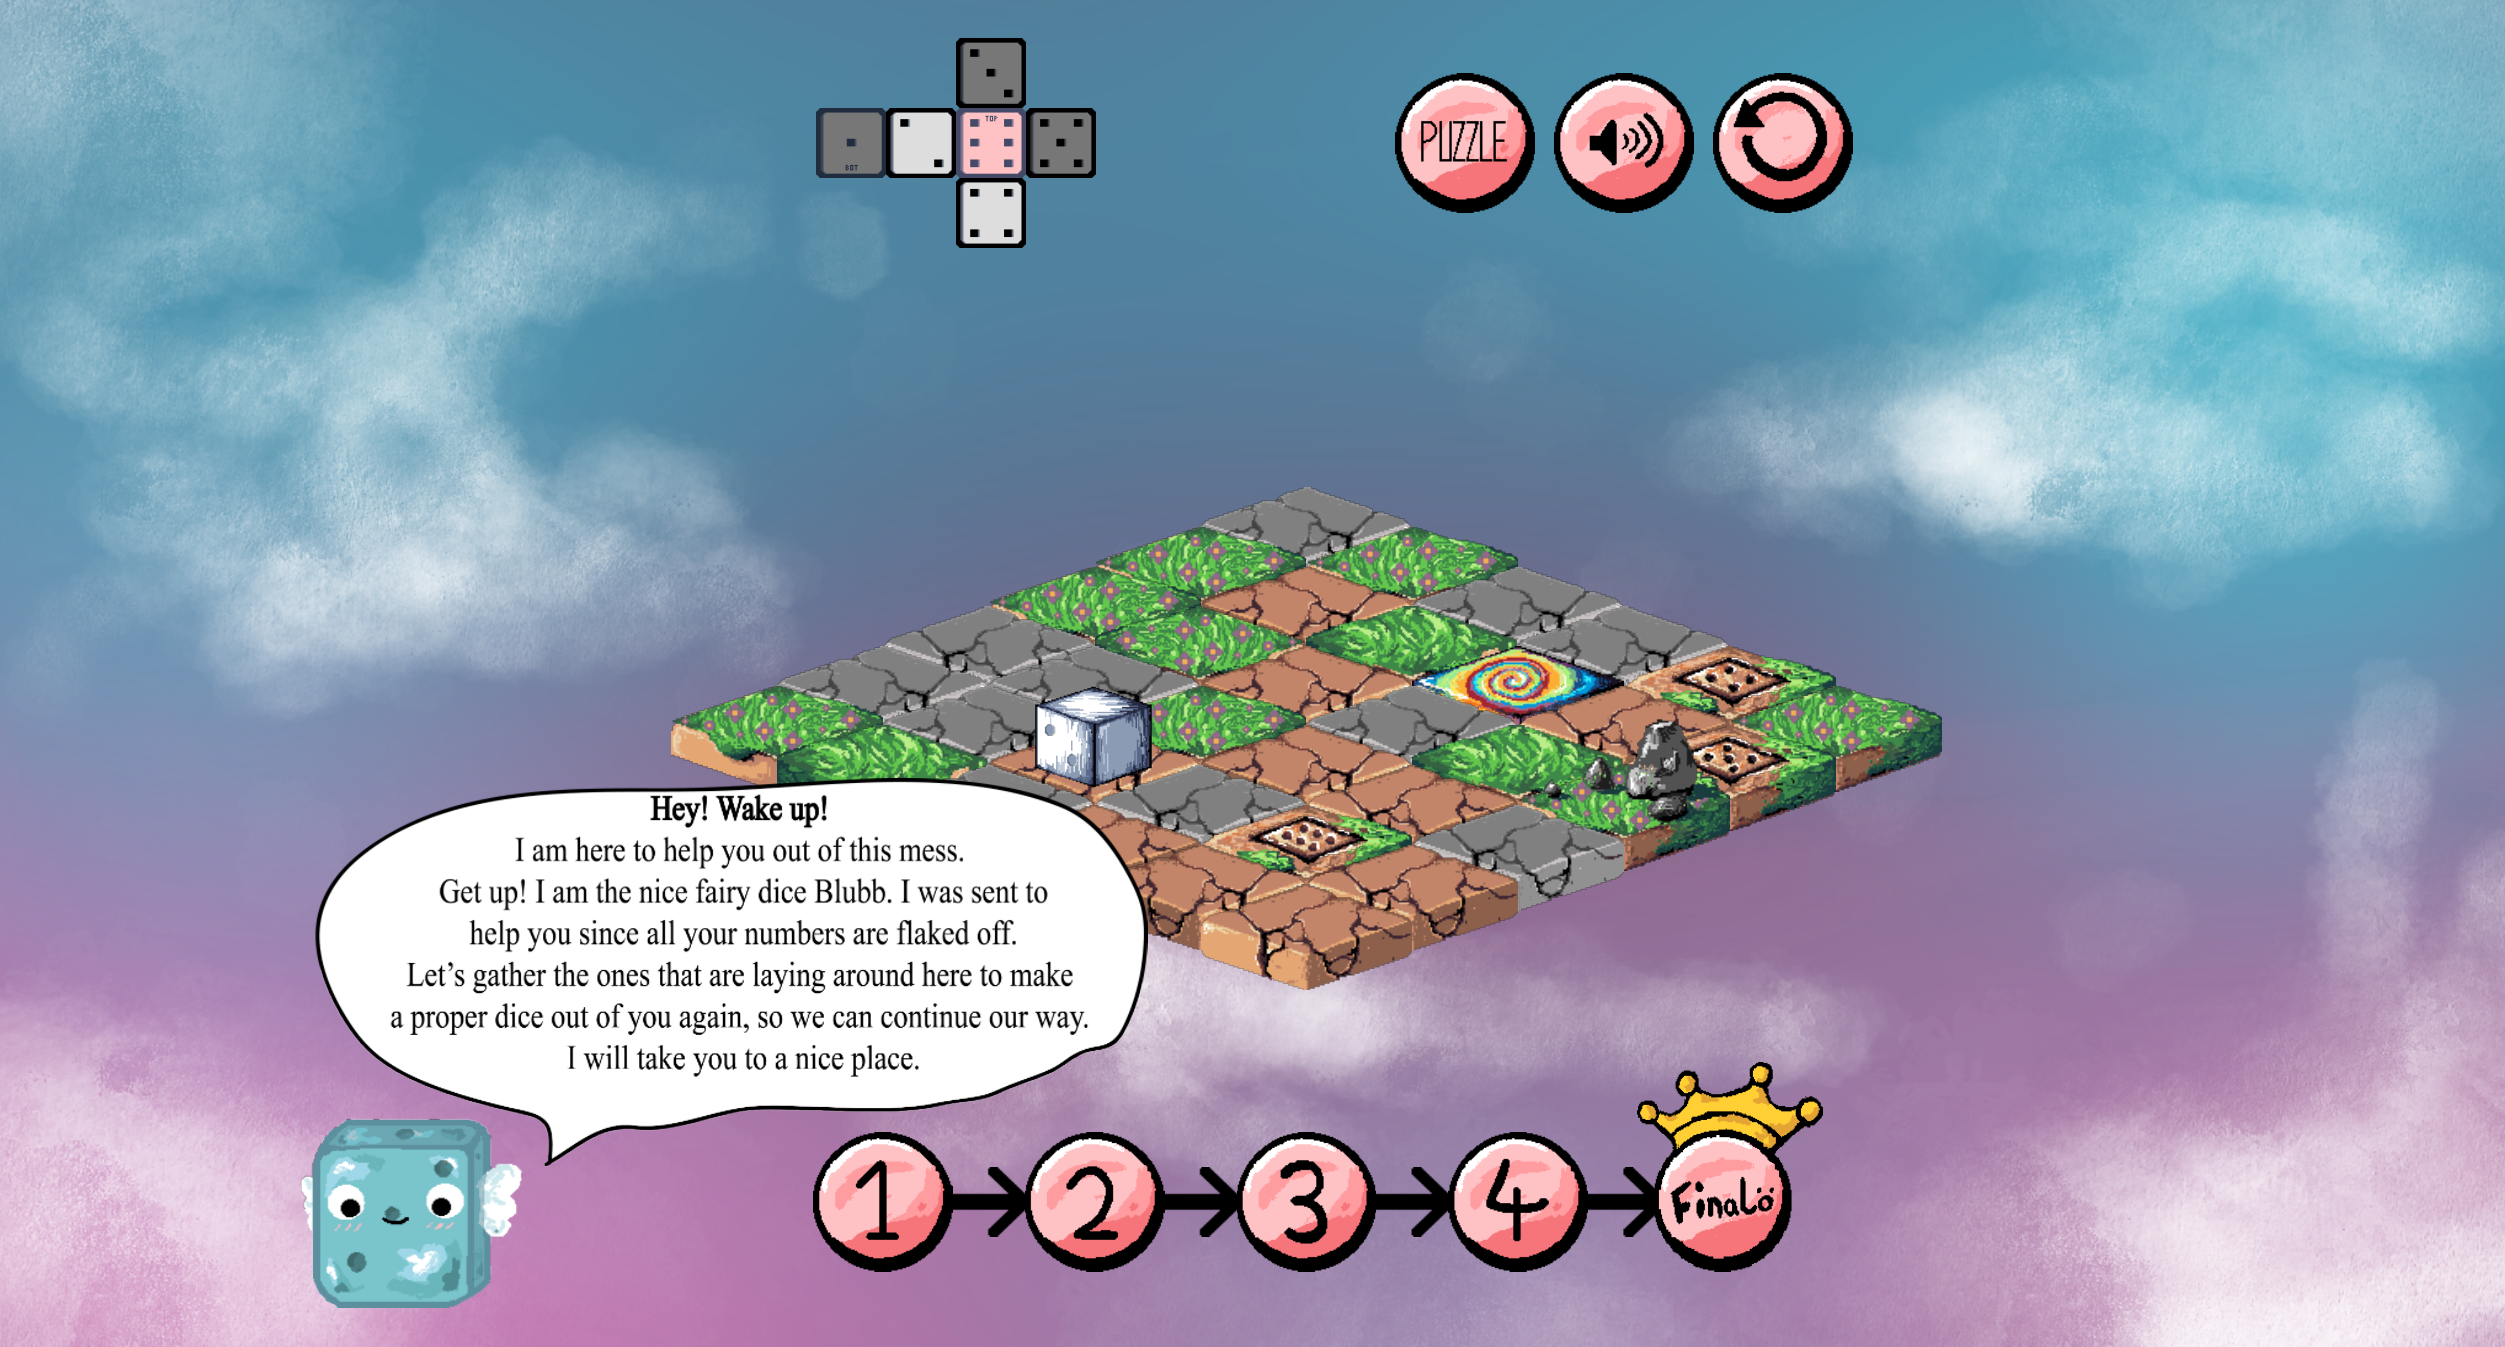 TOP
BOT
PUZZLE
Hey! Wake up!
I am here to help you out of this mess.
Get up! I am the nice fairy dice Blubb. I was sent to
help you since all your numbers are flaked off.
Let’s gather the ones that are laying around here to make
a proper dice out of you again, so we can continue our way.
I will take you to a nice place.
1 2 3 4 Finalö